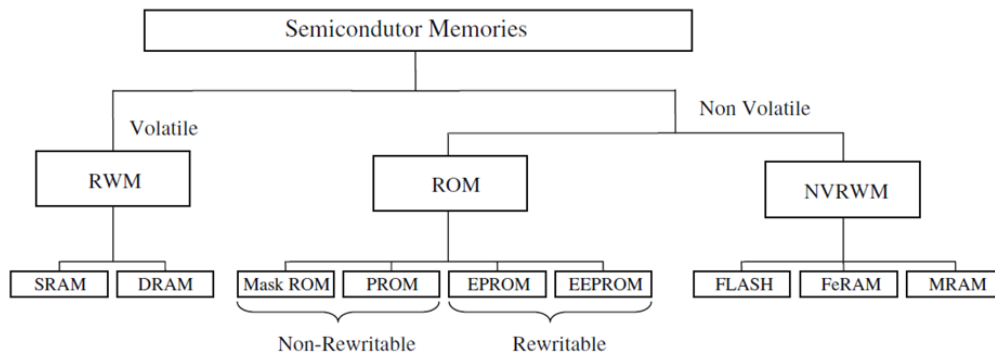 Semicondutor Memories
Volatile
Non Volatile
RWM
ROM
NVRWM
SRAM
DRAM
Mask ROM
PROM
EPROM
EEPROM
FLASH
FeRAM
MRAM
Non-Rewritable
Rewritable